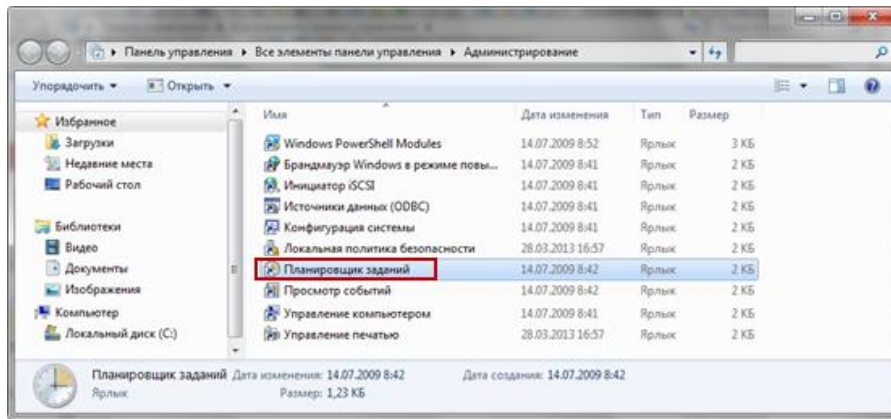 Панель управления ▸ Все элементы панели управления ▸ Администрирование
Упорядочить Открыть
Избранное
Загрузки
Недавние места
Рабочий стол
Библиотеки
Видео
Документы
Изображения
Компьютер
Локальный диск (C:)
Имя Дата изменения Тип Размер
Windows PowerShell Modules 14.07.2009 8:52 Ярлык 3 КБ
Брандмауэр Windows в режиме повы... 14.07.2009 8:41 Ярлык 2 КБ
Инициатор iSCSI 14.07.2009 8:41 Ярлык 2 КБ
Источники данных (ODBC) 14.07.2009 8:41 Ярлык 2 КБ
Конфигурация системы 14.07.2009 8:41 Ярлык 2 КБ
Локальная политика безопасности 28.03.2013 16:57 Ярлык 2 КБ
Планировщик заданий 14.07.2009 8:42 Ярлык 2 КБ
Просмотр событий 14.07.2009 8:42 Ярлык 2 КБ
Управление компьютером 14.07.2009 8:41 Ярлык 2 КБ
Управление печатью 28.03.2013 16:57 Ярлык 2 КБ
Планировщик заданий Дата изменения: 14.07.2009 8:42 Дата создания: 14.07.2009 8:42
Ярлык Размер: 1,23 КБ